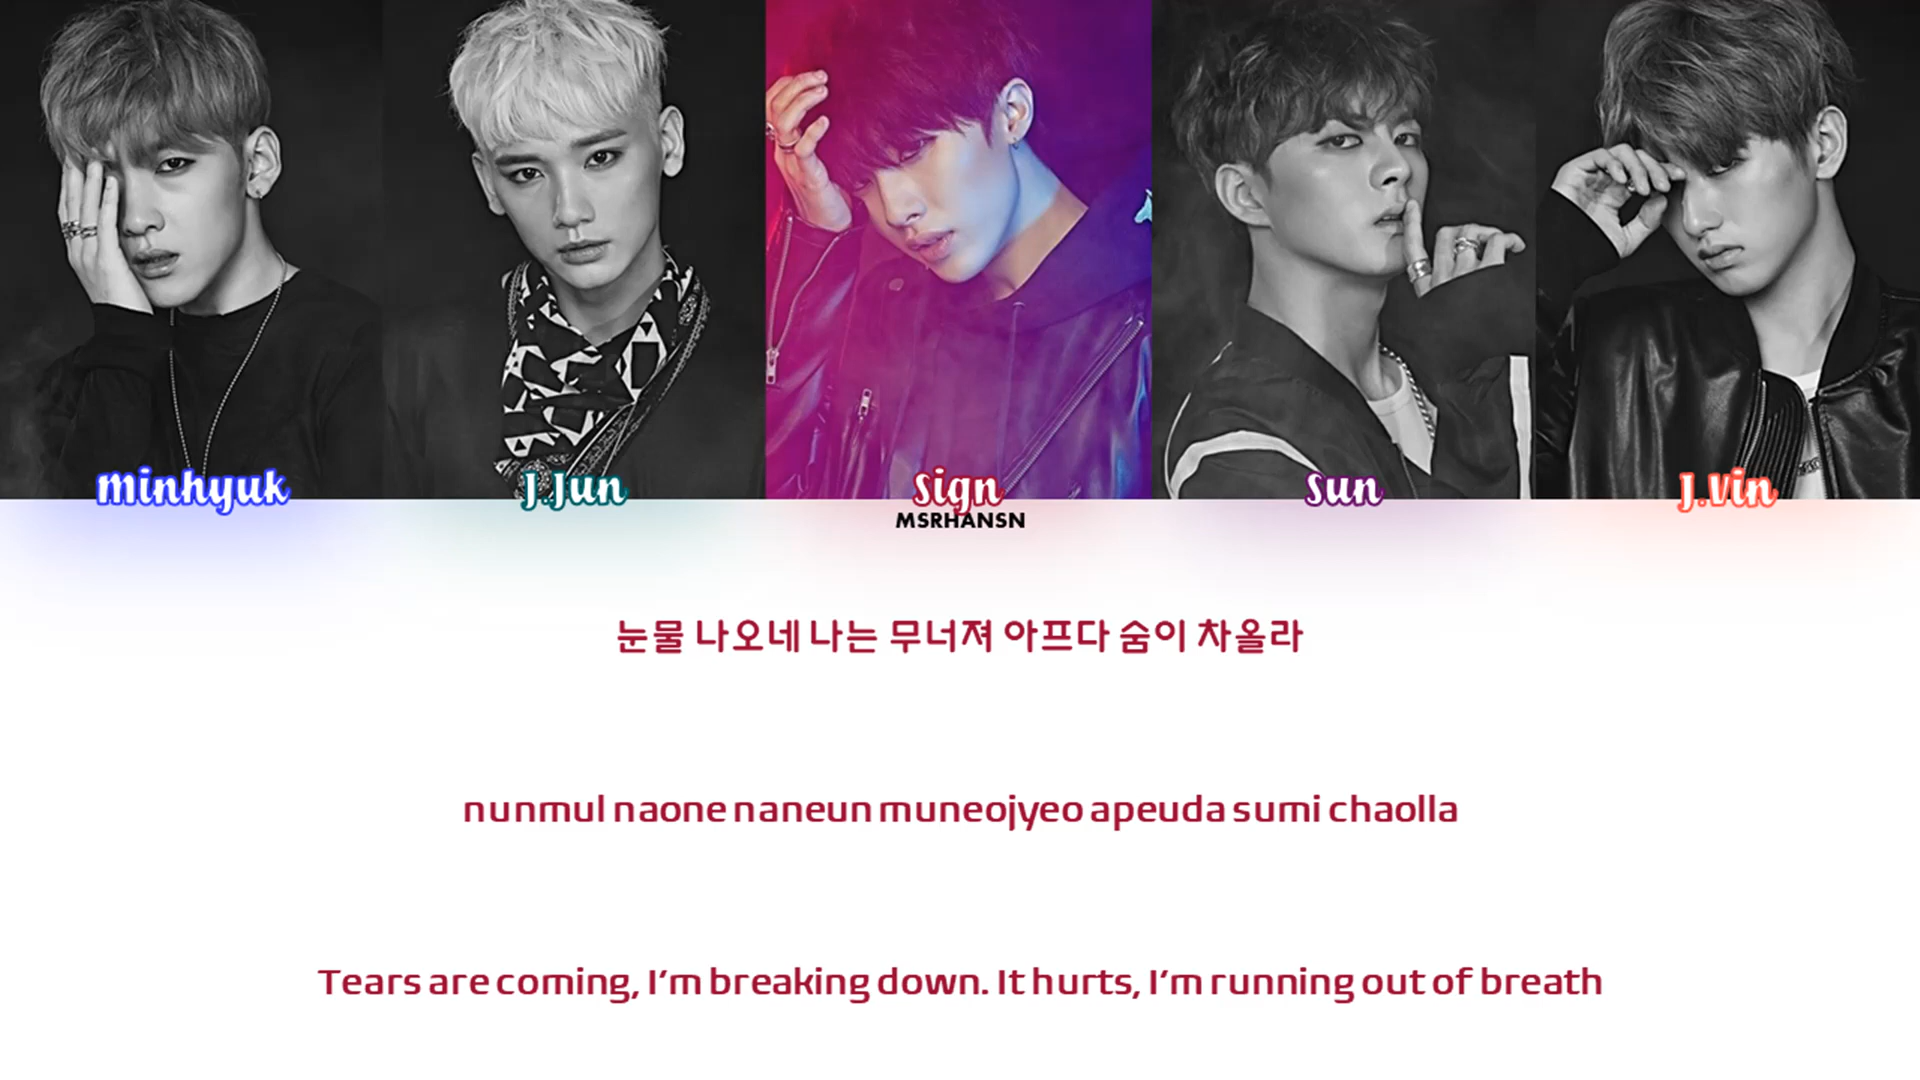 Minhyuk
J.Jun
Sign
Sun
J.Vin
MSRHANSN
눈물 나오네 나는 무너져 아프다 숨이 차올라
nunmul naone naneun muneojyeo apeuda sumi chaolla
Tears are coming, I'm breaking down. It hurts, I'm running out of breath